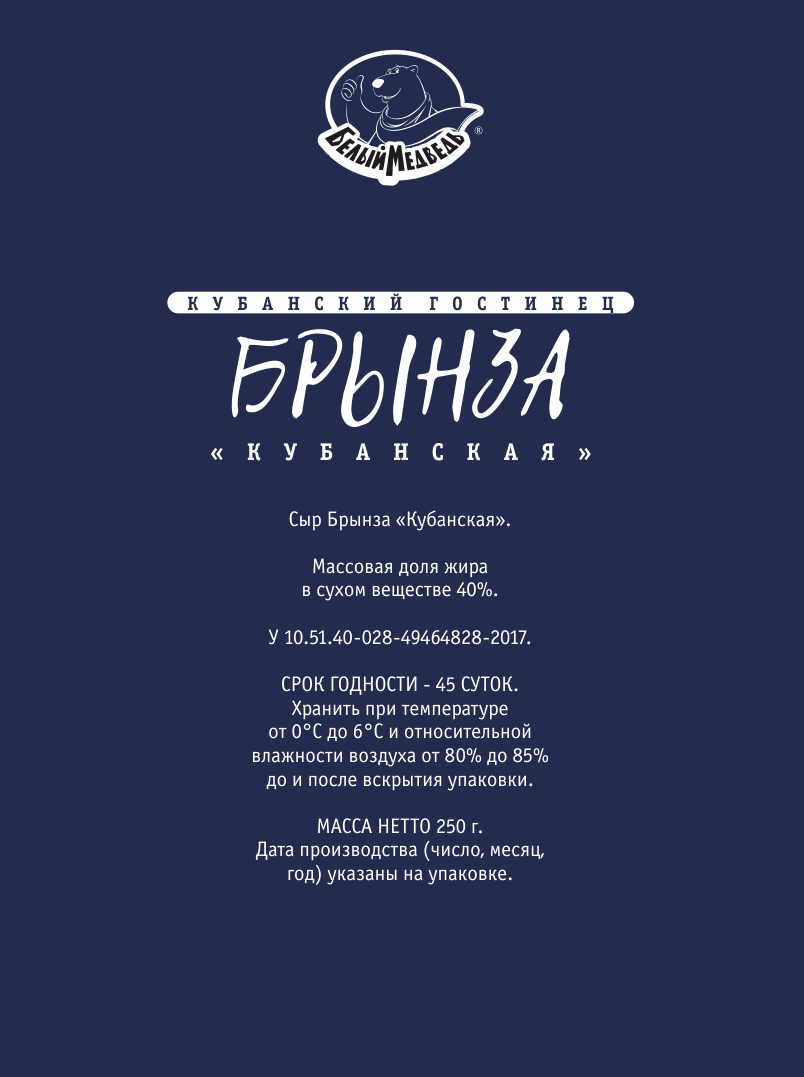 БЕЛЫЙ МЕДВЕДЬ ®
КУБАНСКИЙ ГОСТИНЕЦ
БРЫНЗА
«КУБАНСКАЯ»
Сыр Брынза «Кубанская».
Массовая доля жира
в сухом веществе 40%.
У 10.51.40-028-49464828-2017.
СРОК ГОДНОСТИ - 45 СУТОК.
Хранить при температуре
от 0°С до 6°С и относительной
влажности воздуха от 80% до 85%
до и после вскрытия упаковки.
МАССА НЕТТО 250 г.
Дата производства (число, месяц,
год) указаны на упаковке.